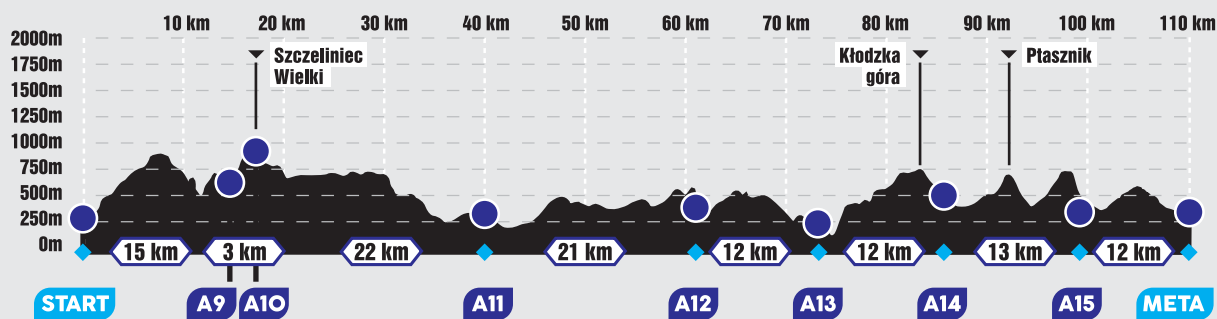 10 km 20 km 30 km 40 km 50 km 60 km 70 km 80 km 90 km 100 km 110 km
2000m
1750m
1500m
1250m
1000m
750m
500m
250m
0m
Szczeliniec
Wielki
Kłodzka
góra
Ptasznik
15 km 3 km 22 km 21 km 12 km 12 km 13 km 12 km
START A9 A10 A11 A12 A13 A14 A15 META